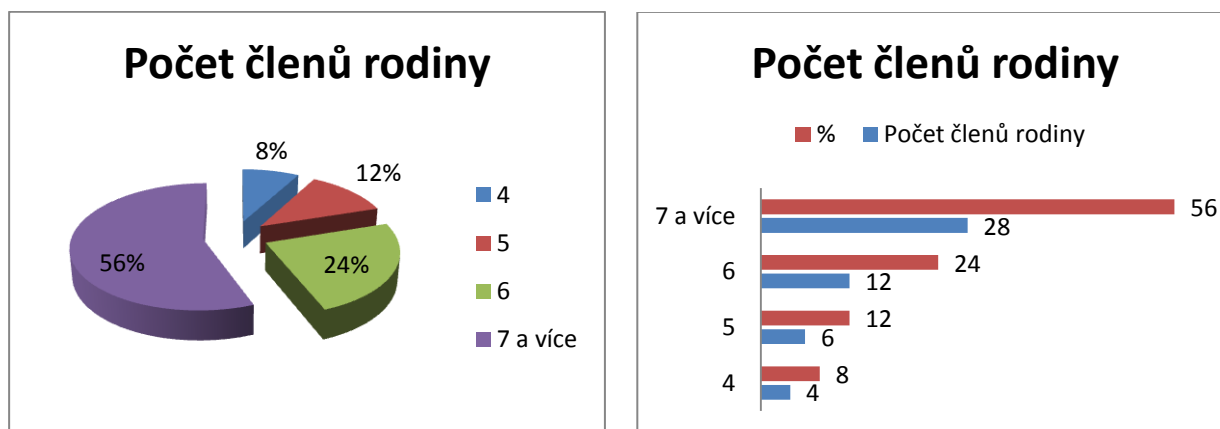 Počet členů rodiny
8%
12%
24%
56%
4
5
6
7 a více
Počet členů rodiny
% Počet členů rodiny
7 a více 56
28
6 24
12
5 12
6
4 8
4